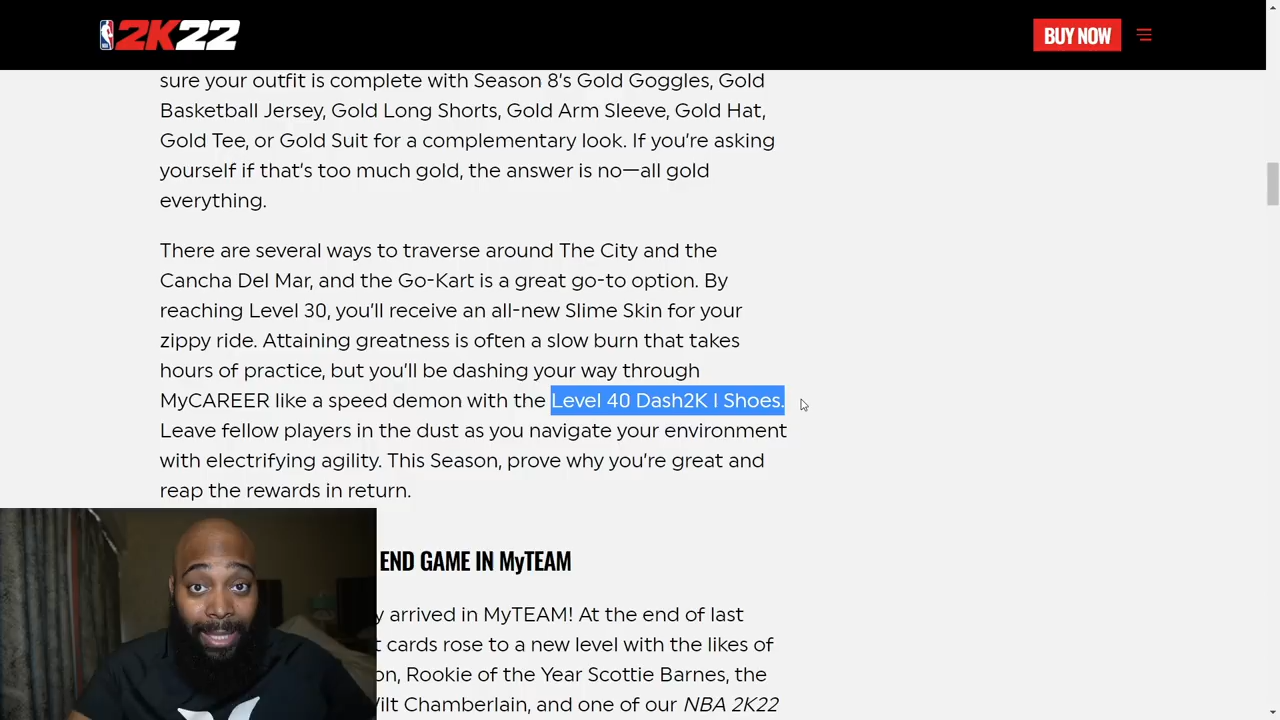 2K22
BUY NOW
sure your outfit is complete with Season 8's Gold Goggles, Gold
Basketball Jersey, Gold Long Shorts, Gold Arm Sleeve, Gold Hat,
Gold Tee, or Gold Suit for a complementary look. If you're asking
yourself if that's too much gold, the answer is no—all gold
everything.
There are several ways to traverse around The City and the
Cancha Del Mar, and the Go-Kart is a great go-to option. By
reaching Level 30, you'll receive an all-new Slime Skin for your
zippy ride. Attaining greatness is often a slow burn that takes
hours of practice, but you'll be dashing your way through
MyCAREER like a speed demon with the Level 40 Dash2K I Shoes.
Leave fellow players in the dust as you navigate your environment
with electrifying agility. This Season, prove why you're great and
reap the rewards in return.
END GAME IN MyTEAM
arrived in MyTEAM! At the end of last
cards rose to a new level with the likes of
Rookie of the Year Scottie Barnes, the
Chamberlain, and one of our NBA 2K22